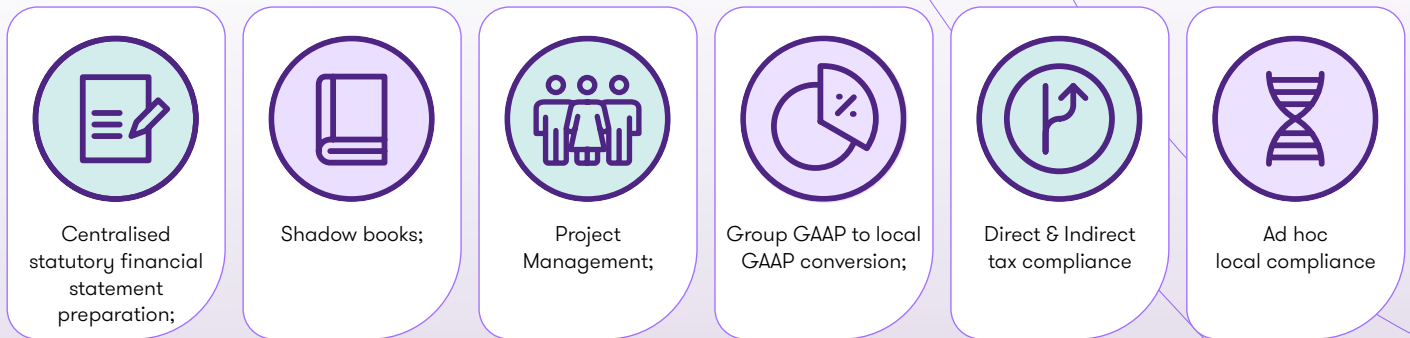 Centralised
statutory financial
statement
preparation;
Shadow books;
Project
Management;
%
Group GAAP to local
GAAP conversion;
Direct & Indirect
tax compliance
Ad hoc
local compliance